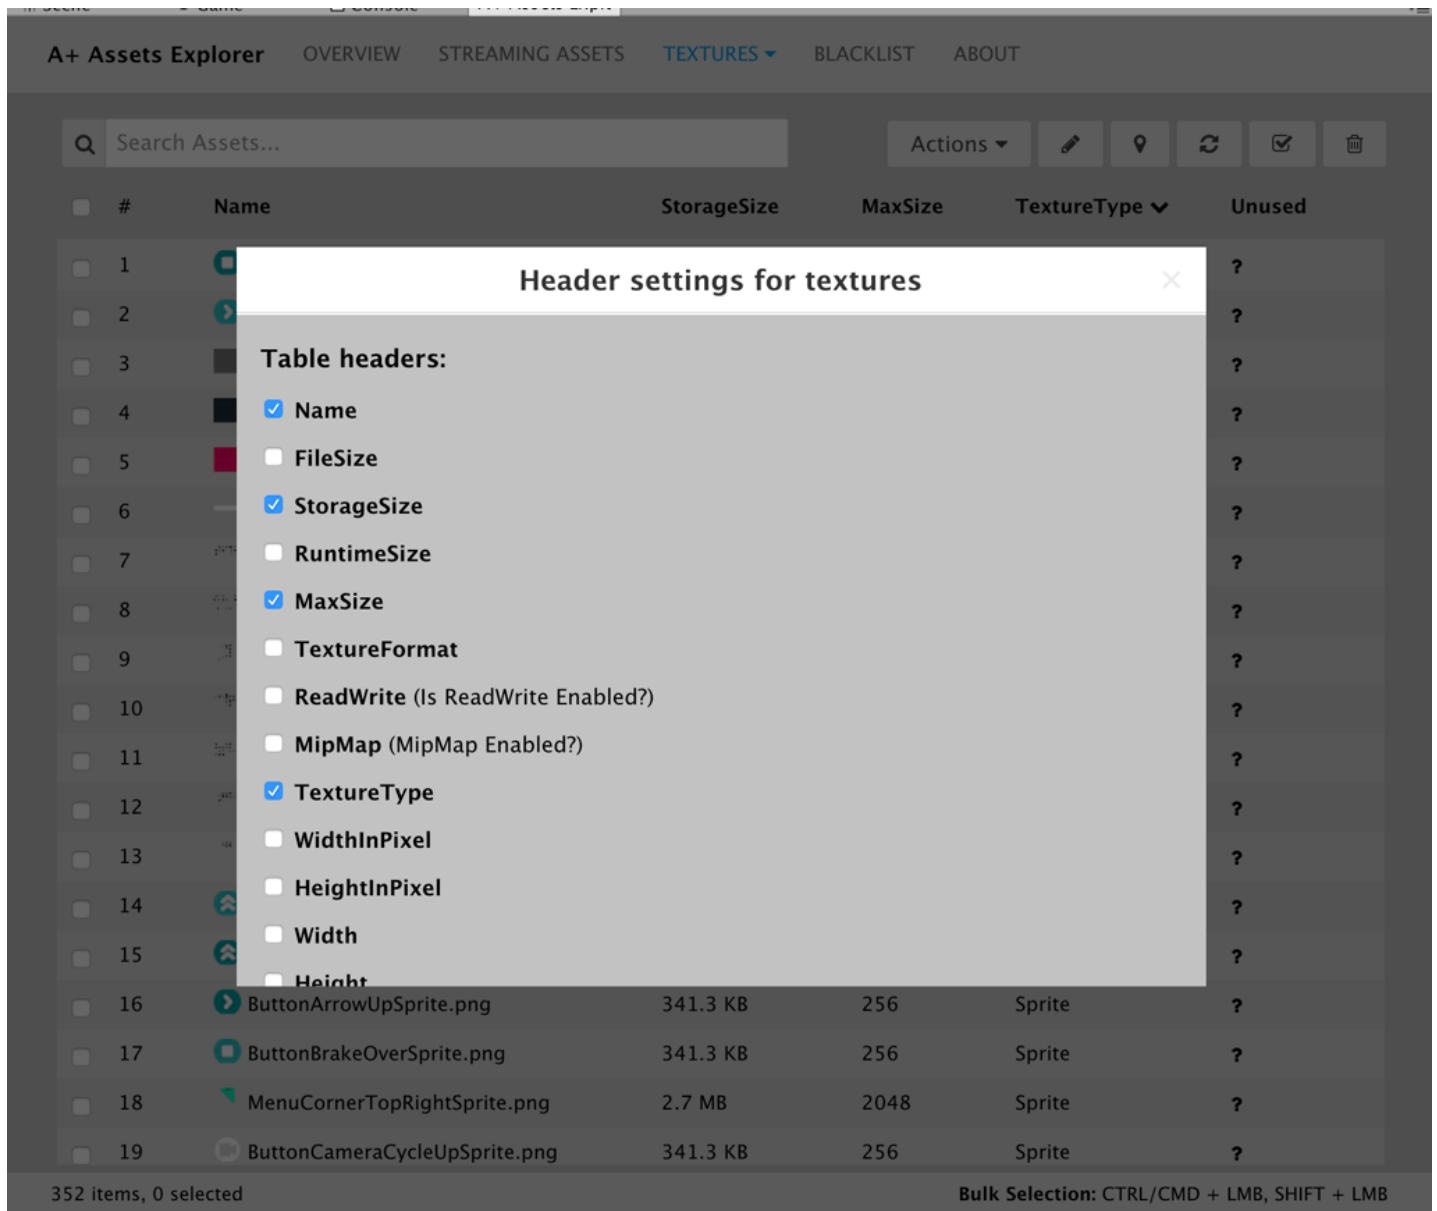 A+ Assets Explorer OVERVIEW STREAMING ASSETS TEXTURES BLACKLIST ABOUT
Search Assets... Actions
# Name StorageSize MaxSize TextureType Unused
1 ?
2 ?
3 ?
4 ?
5 ?
6 ?
7 ?
8 ?
9 ?
10 ?
11 ?
12 ?
13 ?
14 ?
15 ?
Header settings for textures ×
Table headers:
Name
FileSize
StorageSize
RuntimeSize
MaxSize
TextureFormat
ReadWrite (Is ReadWrite Enabled?)
MipMap (MipMap Enabled?)
TextureType
WidthInPixel
HeightInPixel
Width
Height
16 ButtonArrowUpSprite.png 341.3 KB 256 Sprite ?
17 ButtonBrakeOverSprite.png 341.3 KB 256 Sprite ?
18 MenuCornerTopRightSprite.png 2.7 MB 2048 Sprite ?
19 ButtonCameraCycleUpSprite.png 341.3 KB 256 Sprite ?
352 items, 0 selected Bulk Selection: CTRL/CMD + LMB, SHIFT + LMB